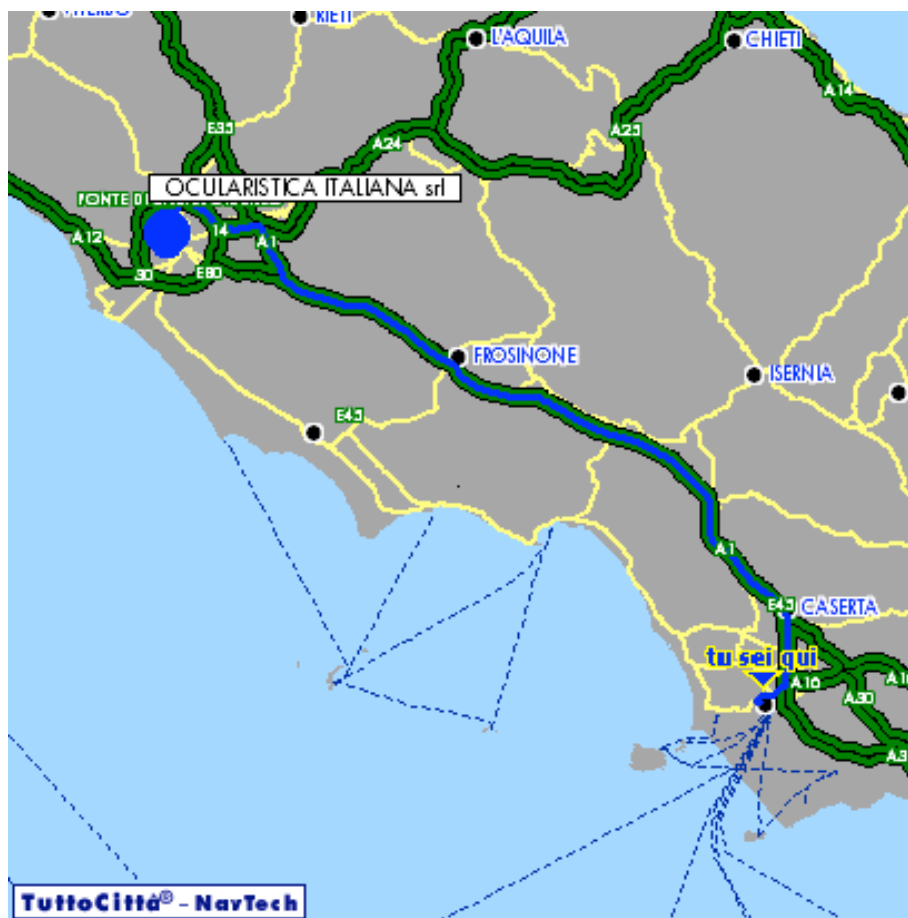 RIETI
L'AQUILA
CHIETI
A14
E35
A25
A24
OCULARISTICA ITALIANA srl
A12
14
A1
30
E80
FROSINONE
ISERNIA
E45
A1
E45
CASERTA
tu sei qui
A16
A30
TuttoCittà® - NavTech